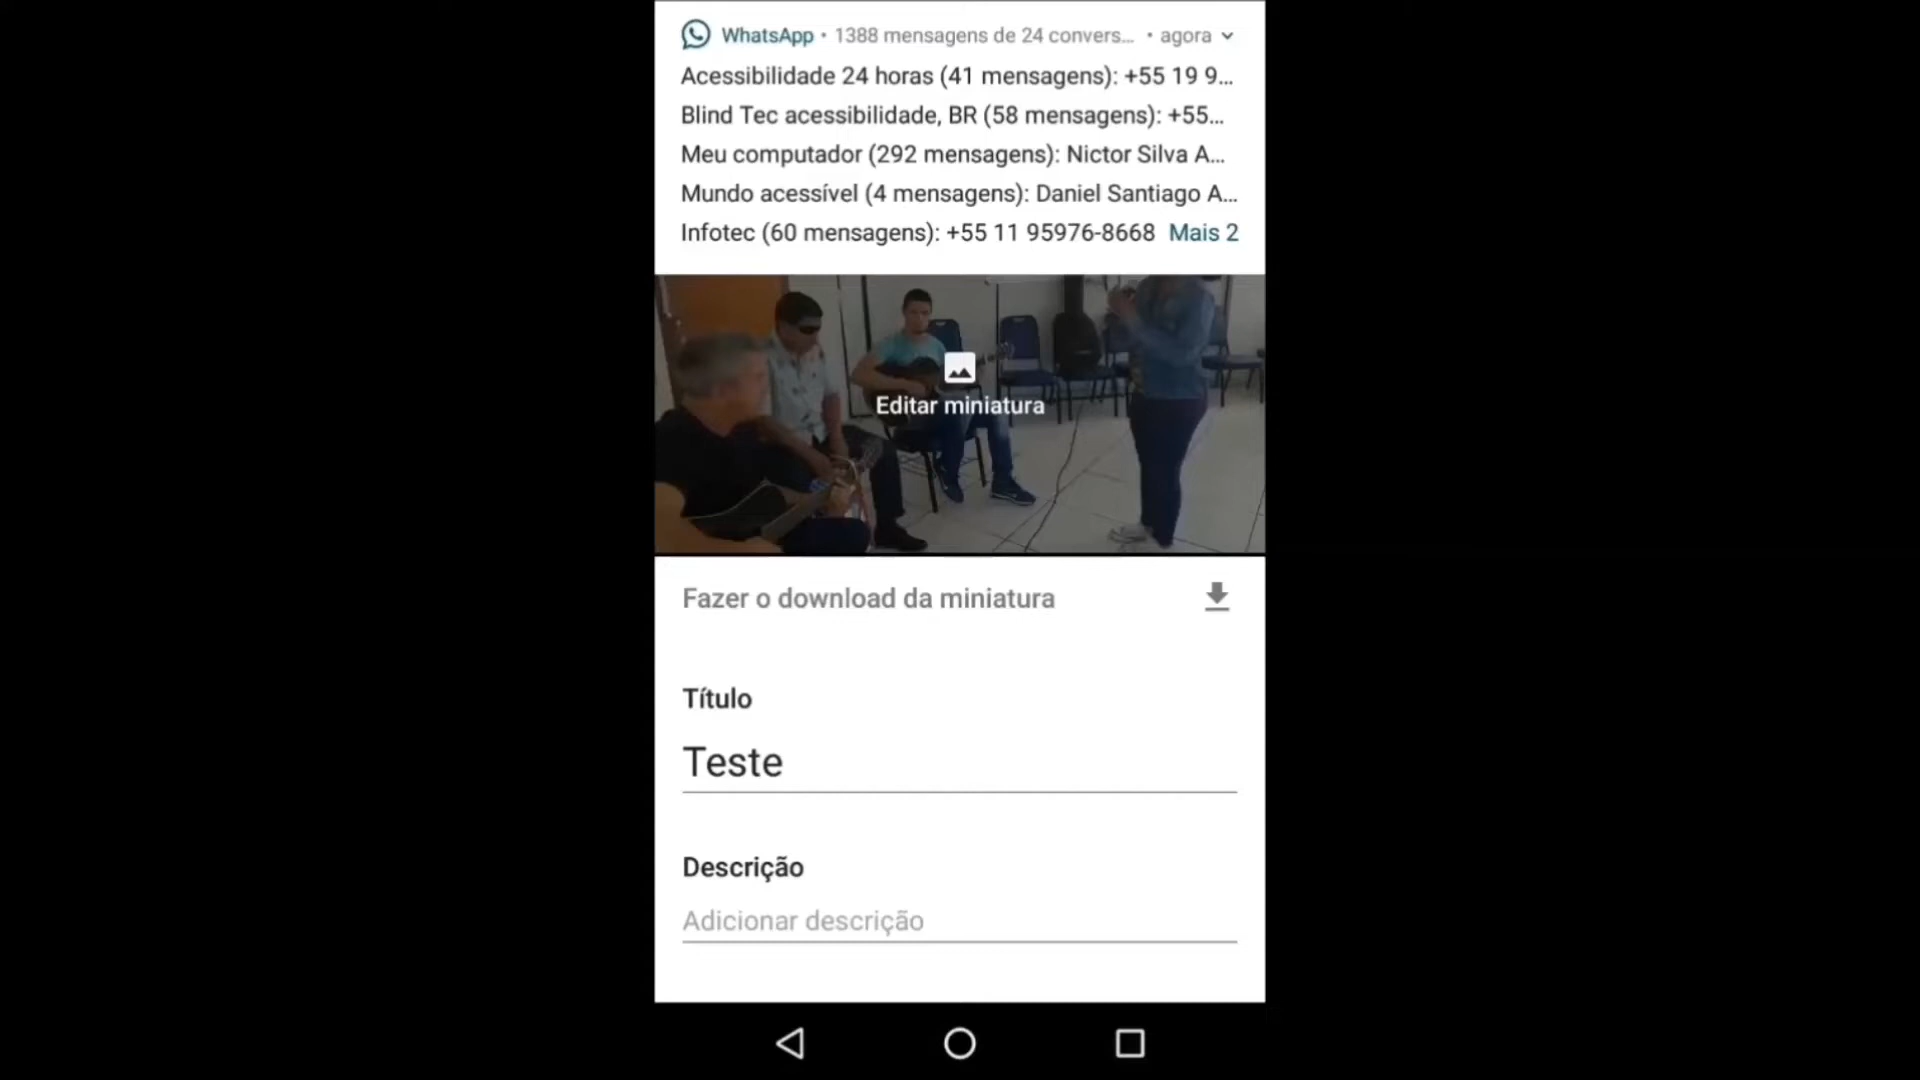 WhatsApp • 1388 mensagens de 24 convers... • agora
Acessibilidade 24 horas (41 mensagens): +55 19 9...
Blind Tec acessibilidade, BR (58 mensagens): +55...
Meu computador (292 mensagens): Nictor Silva A...
Mundo acessível (4 mensagens): Daniel Santiago A...
Infotec (60 mensagens): +55 11 95976-8668 Mais 2
Editar miniatura
Fazer o download da miniatura
Título
Teste
Descrição
Adicionar descrição